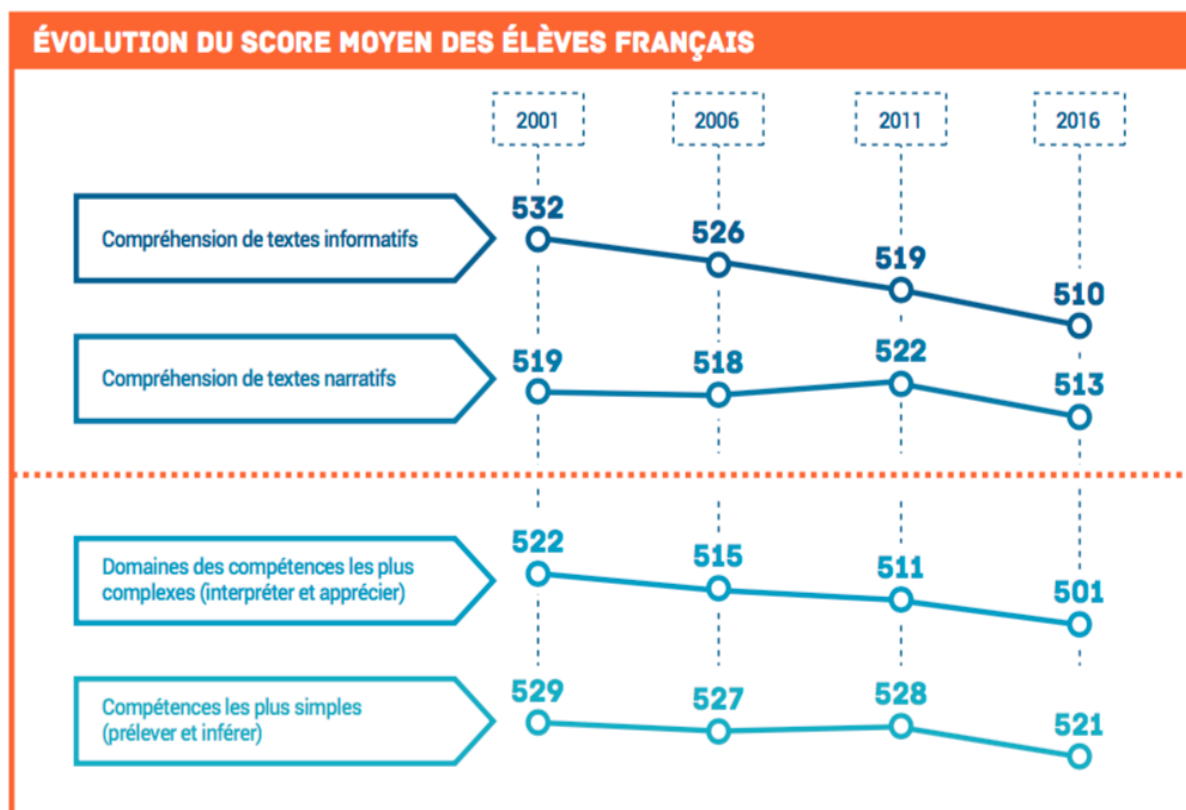 ÉVOLUTION DU SCORE MOYEN DES ÉLÈVES FRANÇAIS
2001 2006 2011 2016
Compréhension de textes informatifs
532 526 519 510
Compréhension de textes narratifs
519 518 522 513
Domaines des compétences les plus
complexes (interpréter et apprécier)
522 515 511 501
Compétences les plus simples
(prélever et inférer)
529 527 528 521